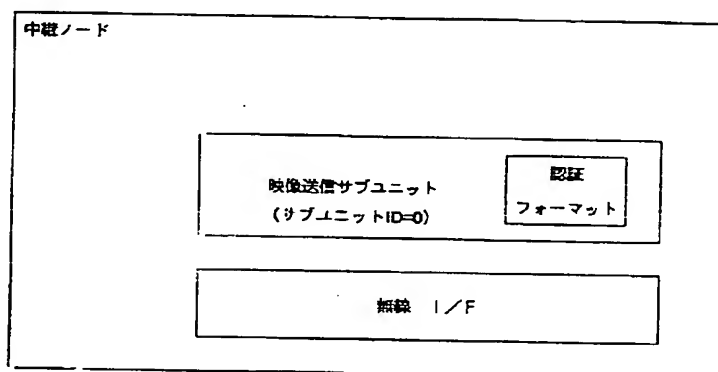 中継ノード
認証
映像送信サブユニット
フォーマット
(サブユニットID=0)
無線 I/F